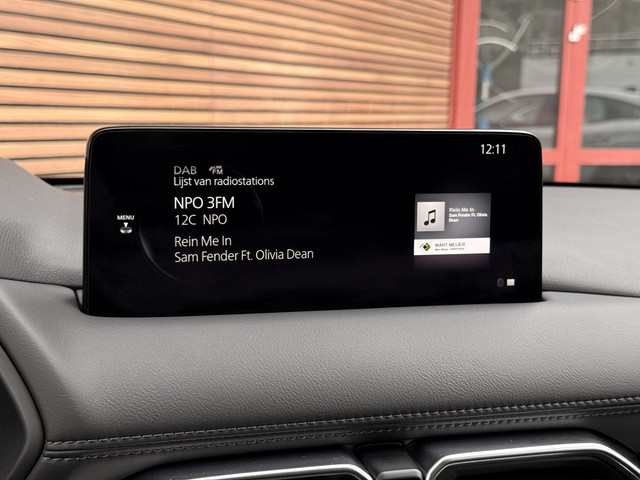 12:11
DAB FM
Lijst van radiostations
NPO 3FM
12C NPO
Rein Me In
Sam Fender Ft. Olivia Dean
MENU
Rein Me In
Sam Fender Ft. Olivia
Dean